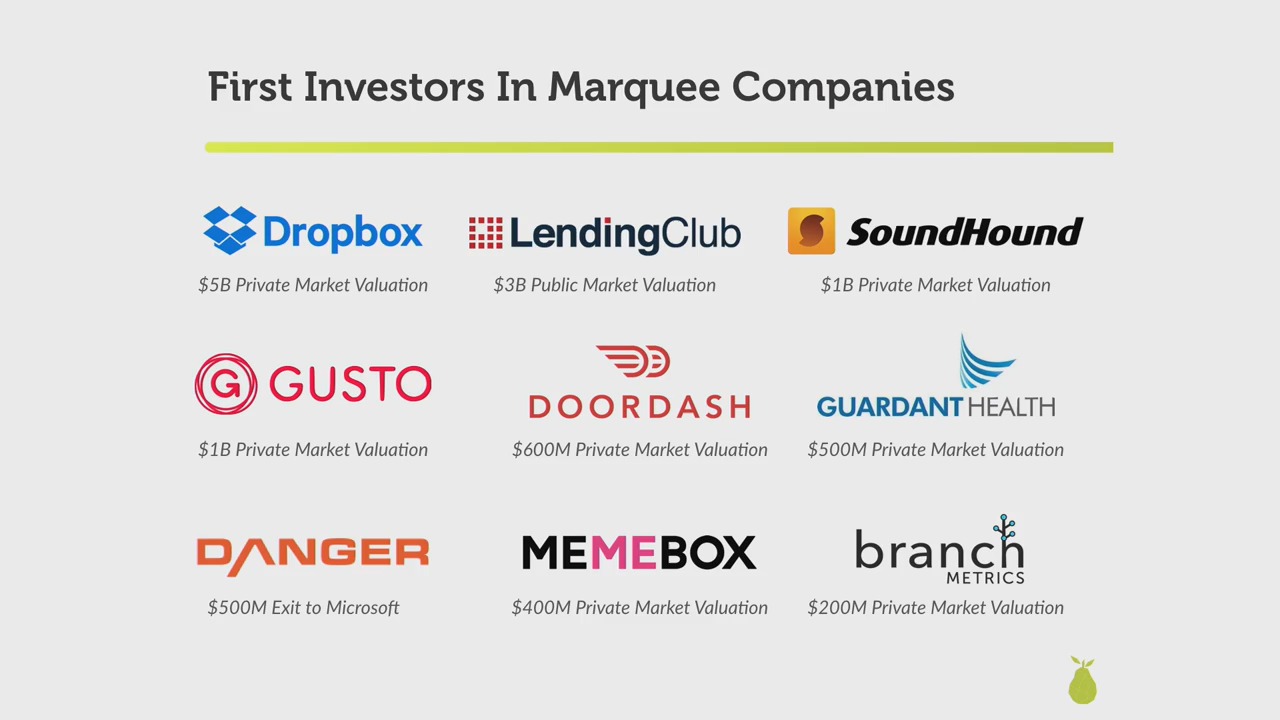 First Investors In Marquee Companies
Dropbox LendingClub SoundHound
$5B Private Market Valuation $3B Public Market Valuation $1B Private Market Valuation
G GUSTO DOORDASH GUARDANT HEALTH
$1B Private Market Valuation $600M Private Market Valuation $500M Private Market Valuation
DANGER MEMEBOX branch
METRICS
$500M Exit to Microsoft $400M Private Market Valuation $200M Private Market Valuation